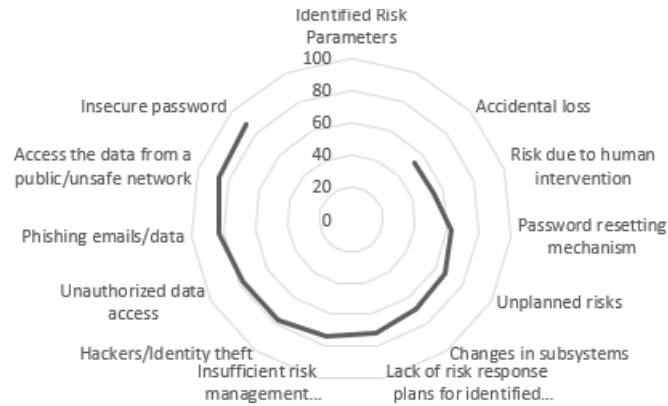 Identified Risk
Parameters
100
80
60
40
20
0
Accidental loss
Risk due to human
intervention
Password resetting
mechanism
Unplanned risks
Changes in subsystems
Lack of risk response
plans for identified...
Insufficient risk
management...
Hackers/Identity theft
Unauthorized data
access
Phishing emails/data
Access the data from a
public/unsafe network
Insecure password